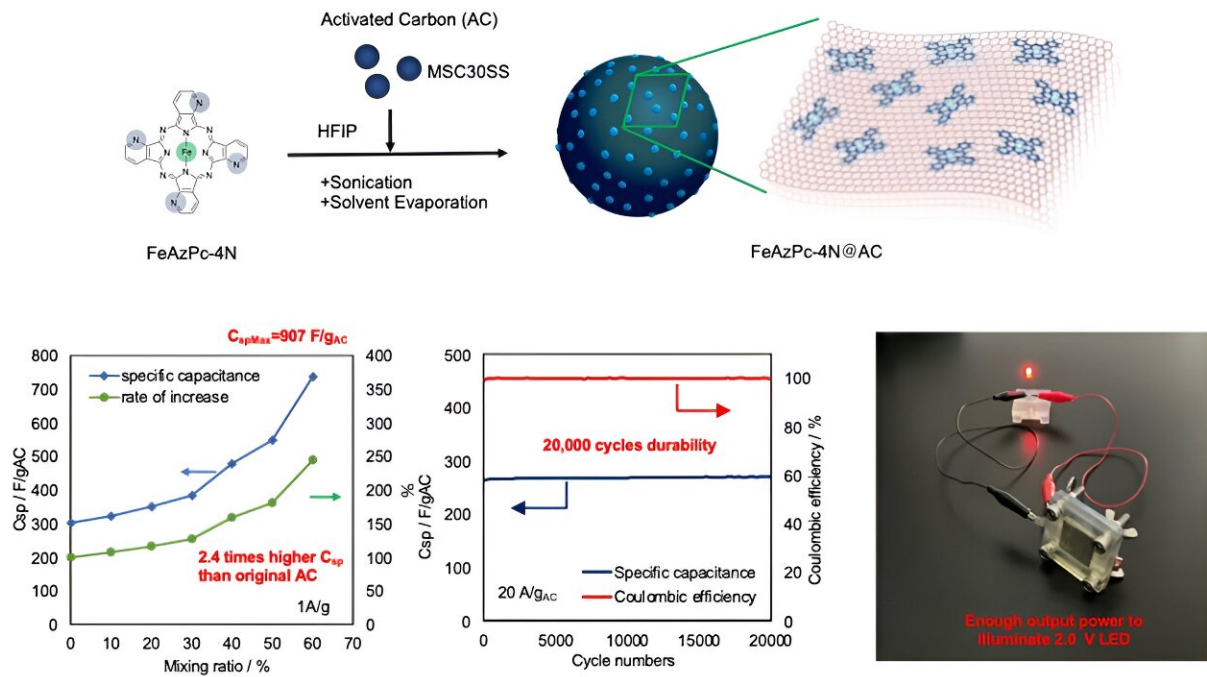 Activated Carbon (AC)
MSC30SS
HFIP
+Sonication
+Solvent Evaporation
N
N
N
N
N
N
N
N
N
N
N
N
Fe
FeAzPc-4N
FeAzPc-4N@AC
CspMax=907 F/gAC
800
700
600
500
400
300
200
100
0
Csp / F/gAC
specific capacitance
rate of increase
2.4 times higher Csp
than original AC
1A/g
400
350
300
250
200
150
100
50
0
%
0 10 20 30 40 50 60 70
Mixing ratio / %
500
450
400
350
300
250
200
150
100
50
0
Csp / F/gAC
20,000 cycles durability
20 A/gAC
Specific capacitance
Coulombic efficiency
100
80
60
40
20
0
Coulombic efficiency / %
0 5000 10000 15000 20000
Cycle numbers
Enough output power to
Illuminate 2.0 V LED